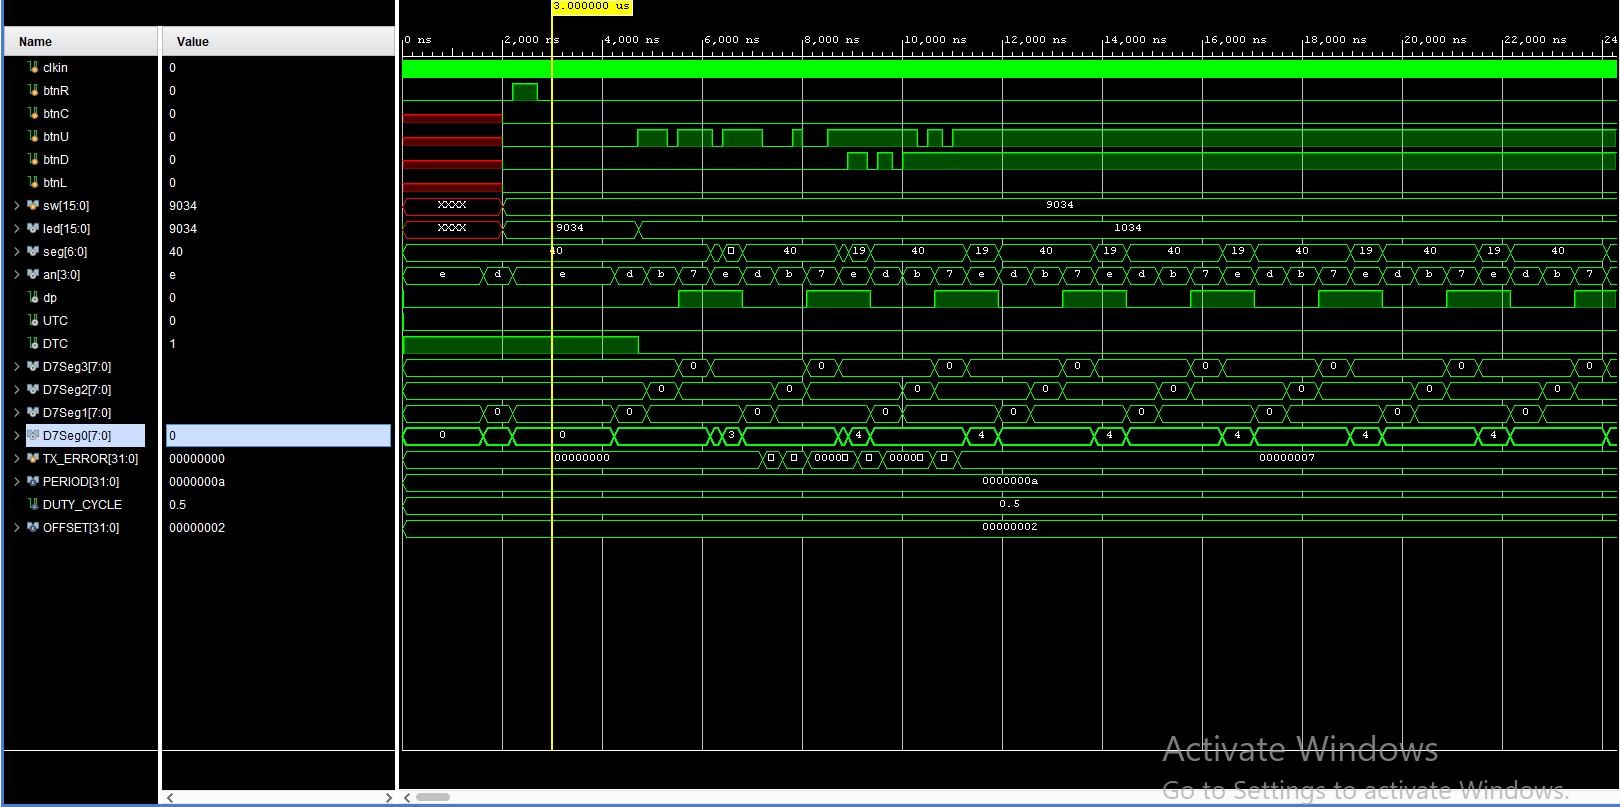 3.000000 us
Name Value
0 ns 2,000 ns 4,000 ns 6,000 ns 8,000 ns 10,000 ns 12,000 ns 14,000 ns 16,000 ns 18,000 ns 20,000 ns 22,000 ns 24
clkin 0
btnR 0
btnC 0
btnU 0
btnD 0
btnL 0
sw[15:0] 9034 XXXX 9034
led[15:0] 9034 XXXX 9034 1034
seg[6:0] 40 40 40 19 40 19 40 19 40 19 40 19 40 19 40
an[3:0] e e d e d b 7 e d b 7 e d b 7 e d b 7 e d b 7 e d b 7 e d b 7 e d b 7 e d b 7
dp 0
UTC 0
DTC 1
D7Seg3[7:0] 0 0 0 0 0 0 0 0
D7Seg2[7:0] 0 0 0 0 0 0 0 0
D7Seg1[7:0] 0 0 0 0 0 0 0 0 0
D7Seg0[7:0] 0 0 0 3 4 4 4 4 4 4
TX_ERROR[31:0] 00000000 00000000 0000 0000 00000007
PERIOD[31:0] 0000000a 0000000a
DUTY_CYCLE 0.5 0.5
OFFSET[31:0] 00000002 00000002
Activate Windows
Go to Settings to activate Windows.